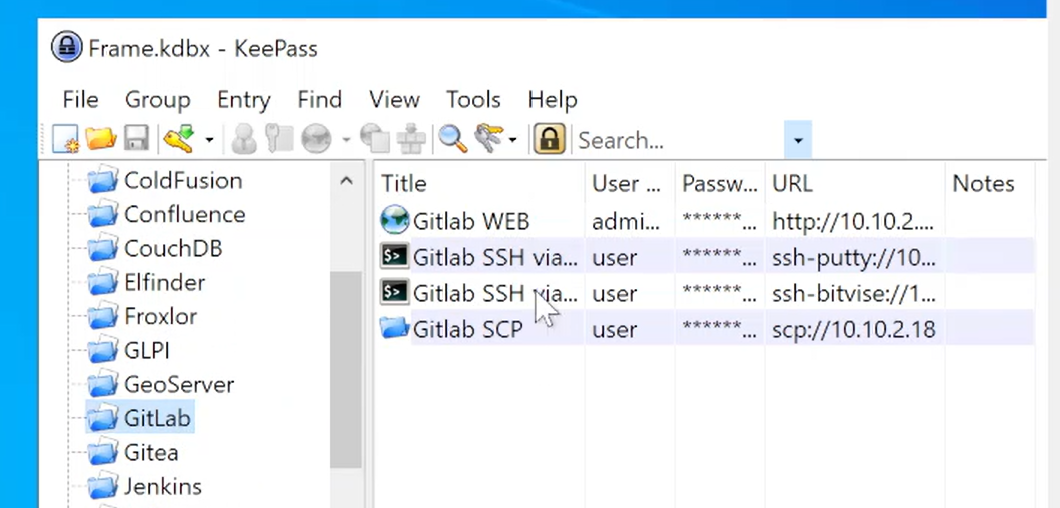 Frame.kdbx - KeePass
File Group Entry Find View Tools Help
Search...
ColdFusion
Confluence
CouchDB
Elfinder
Froxlor
GLPI
GeoServer
GitLab
Gitea
Jenkins
Title User ... Passw... URL Notes
Gitlab WEB admi... ******... http://10.10.2....
$> Gitlab SSH via... user ******... ssh-putty://10...
$> Gitlab SSH via... user ******... ssh-bitvise://1...
Gitlab SCP user ******... scp://10.10.2.18